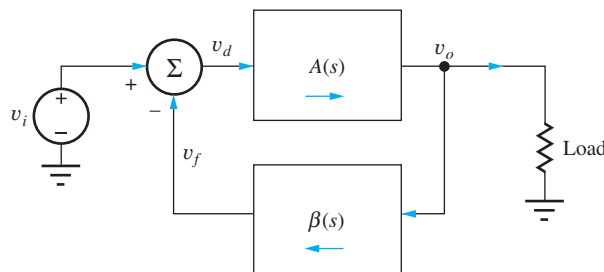 v_d
A(s)
v_o
Σ
+
−
+
−
v_i
v_f
β(s)
Load